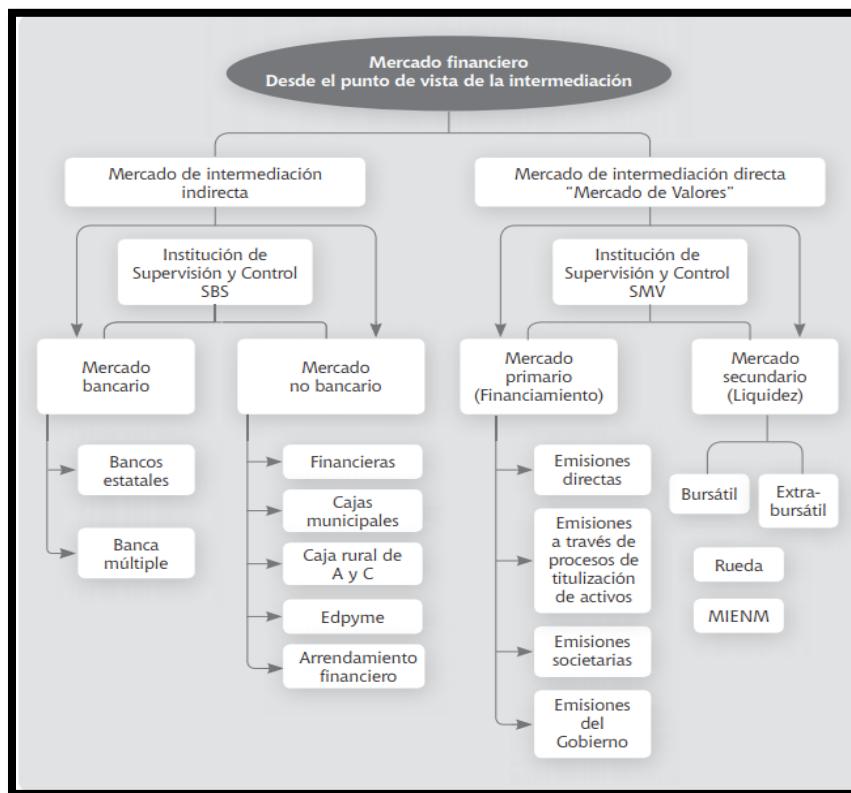 Mercado financiero
Desde el punto de vista de la intermediación
Mercado de intermediación
indirecta
Mercado de intermediación directa
“Mercado de Valores”
Institución de
Supervisión y Control
SBS
Institución de
Supervisión y Control
SMV
Mercado
bancario
Mercado
no bancario
Mercado
primario
(Financiamiento)
Mercado
secundario
(Liquidez)
Bancos
estatales
Banca
múltiple
Financieras
Cajas
municipales
Caja rural de
A y C
Edpyme
Arrendamiento
financiero
Emisiones
directas
Emisiones
a través de
procesos de
titulización
de activos
Emisiones
societarias
Emisiones
del
Gobierno
Bursátil
Extra-
bursátil
Rueda
MIENM